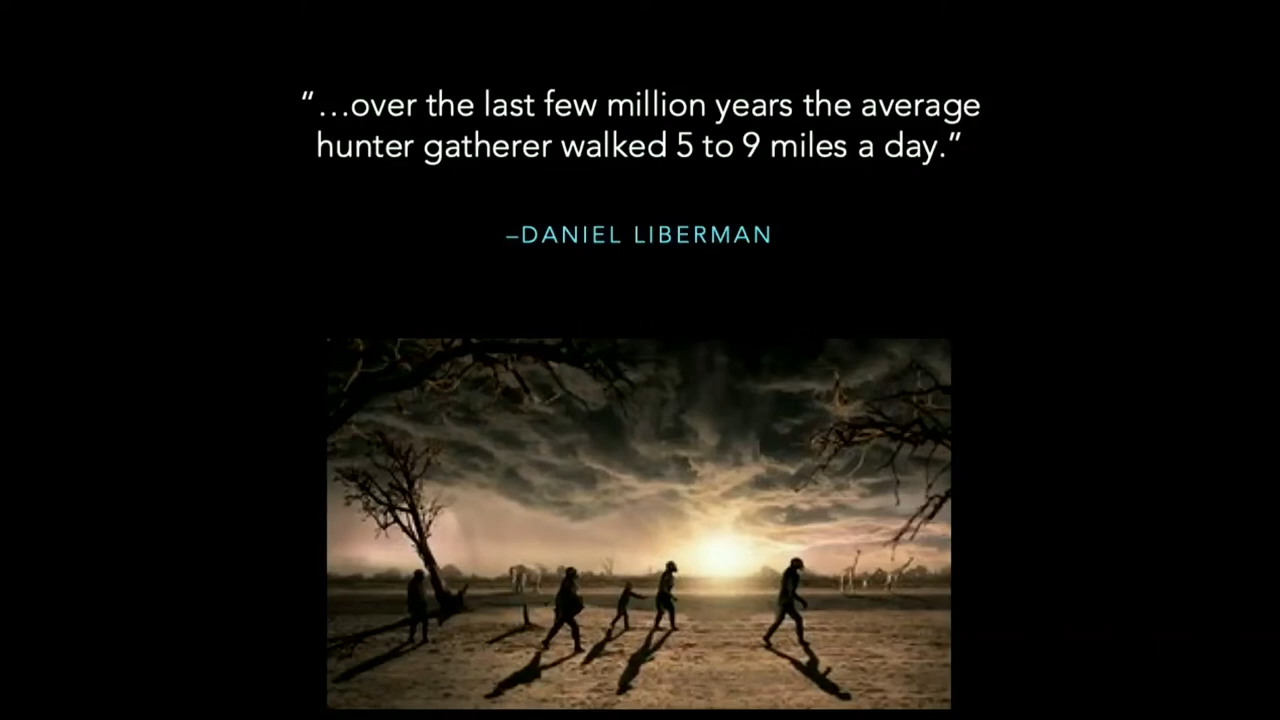 “…over the last few million years the average
hunter gatherer walked 5 to 9 miles a day.”
–DANIEL LIBERMAN